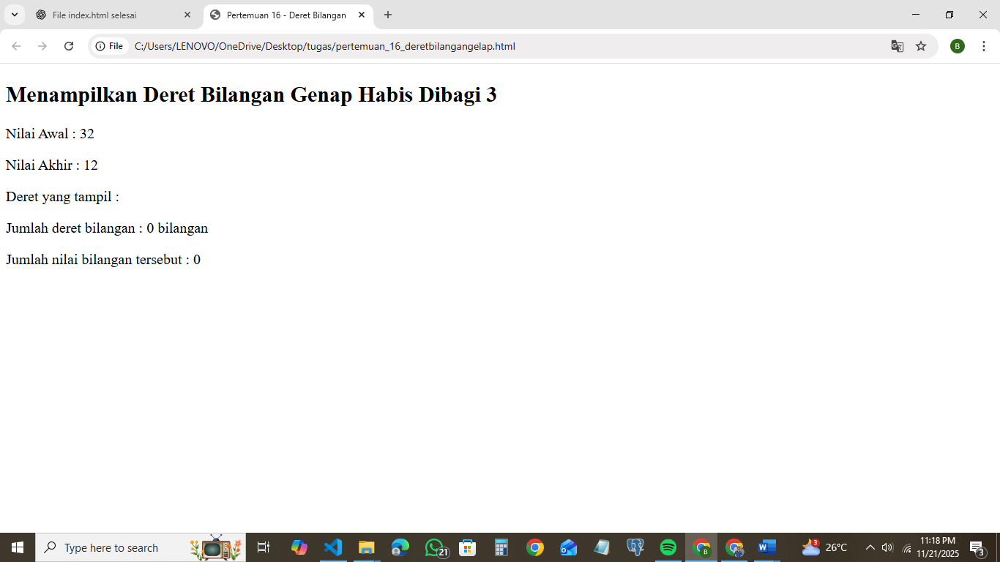 File index.html selesai
Pertemuan 16 - Deret Bilangan
File C:/Users/LENOVO/OneDrive/Desktop/tugas/pertemuan_16_deretbilangangelap.html
B
Menampilkan Deret Bilangan Genap Habis Dibagi 3
Nilai Awal : 32
Nilai Akhir : 12
Deret yang tampil :
Jumlah deret bilangan : 0 bilangan
Jumlah nilai bilangan tersebut : 0
Type here to search
21
B
W
3
26°C
11:18 PM
11/21/2025
3